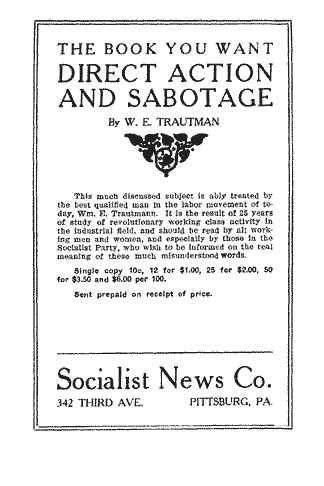 THE BOOK YOU WANT
DIRECT ACTION
AND SABOTAGE
By W. E. TRAUTMAN
This much discussed subject is ably treated by
the best qualified man in the labor movement of to-
day, Wm. E. Trautmann. It is the result of 25 years
of study of revolutionary working class activity in
the industrial field, and should be read by all work-
ing men and women, and especially by those in the
Socialist Party, who wish to be informed on the real
meaning of these much misunderstood words.
Single copy 10c, 12 for $1.00, 25 for $2.00, 50
for $3.50 and $6.00 per 100.
Sent prepaid on receipt of price.
Socialist News Co.
342 THIRD AVE. PITTSBURG, PA.